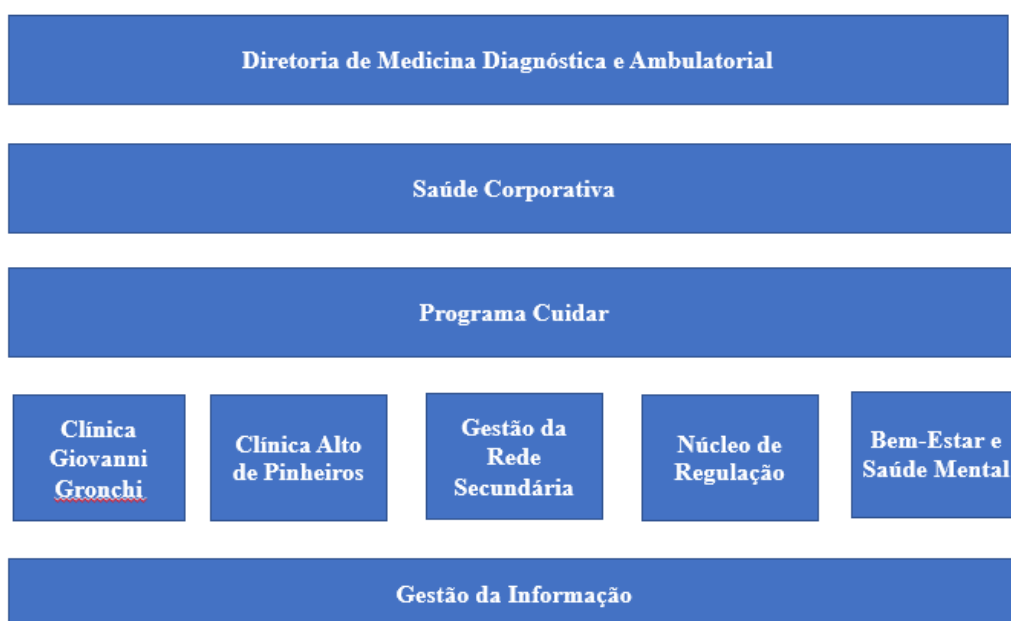 Diretoria de Medicina Diagnóstica e Ambulatorial
Saúde Corporativa
Programa Cuidar
Clínica
Giovanni
Gronchi
Clínica Alto
de Pinheiros
Gestão da
Rede
Secundária
Núcleo de
Regulação
Bem-Estar e
Saúde Mental
Gestão da Informação